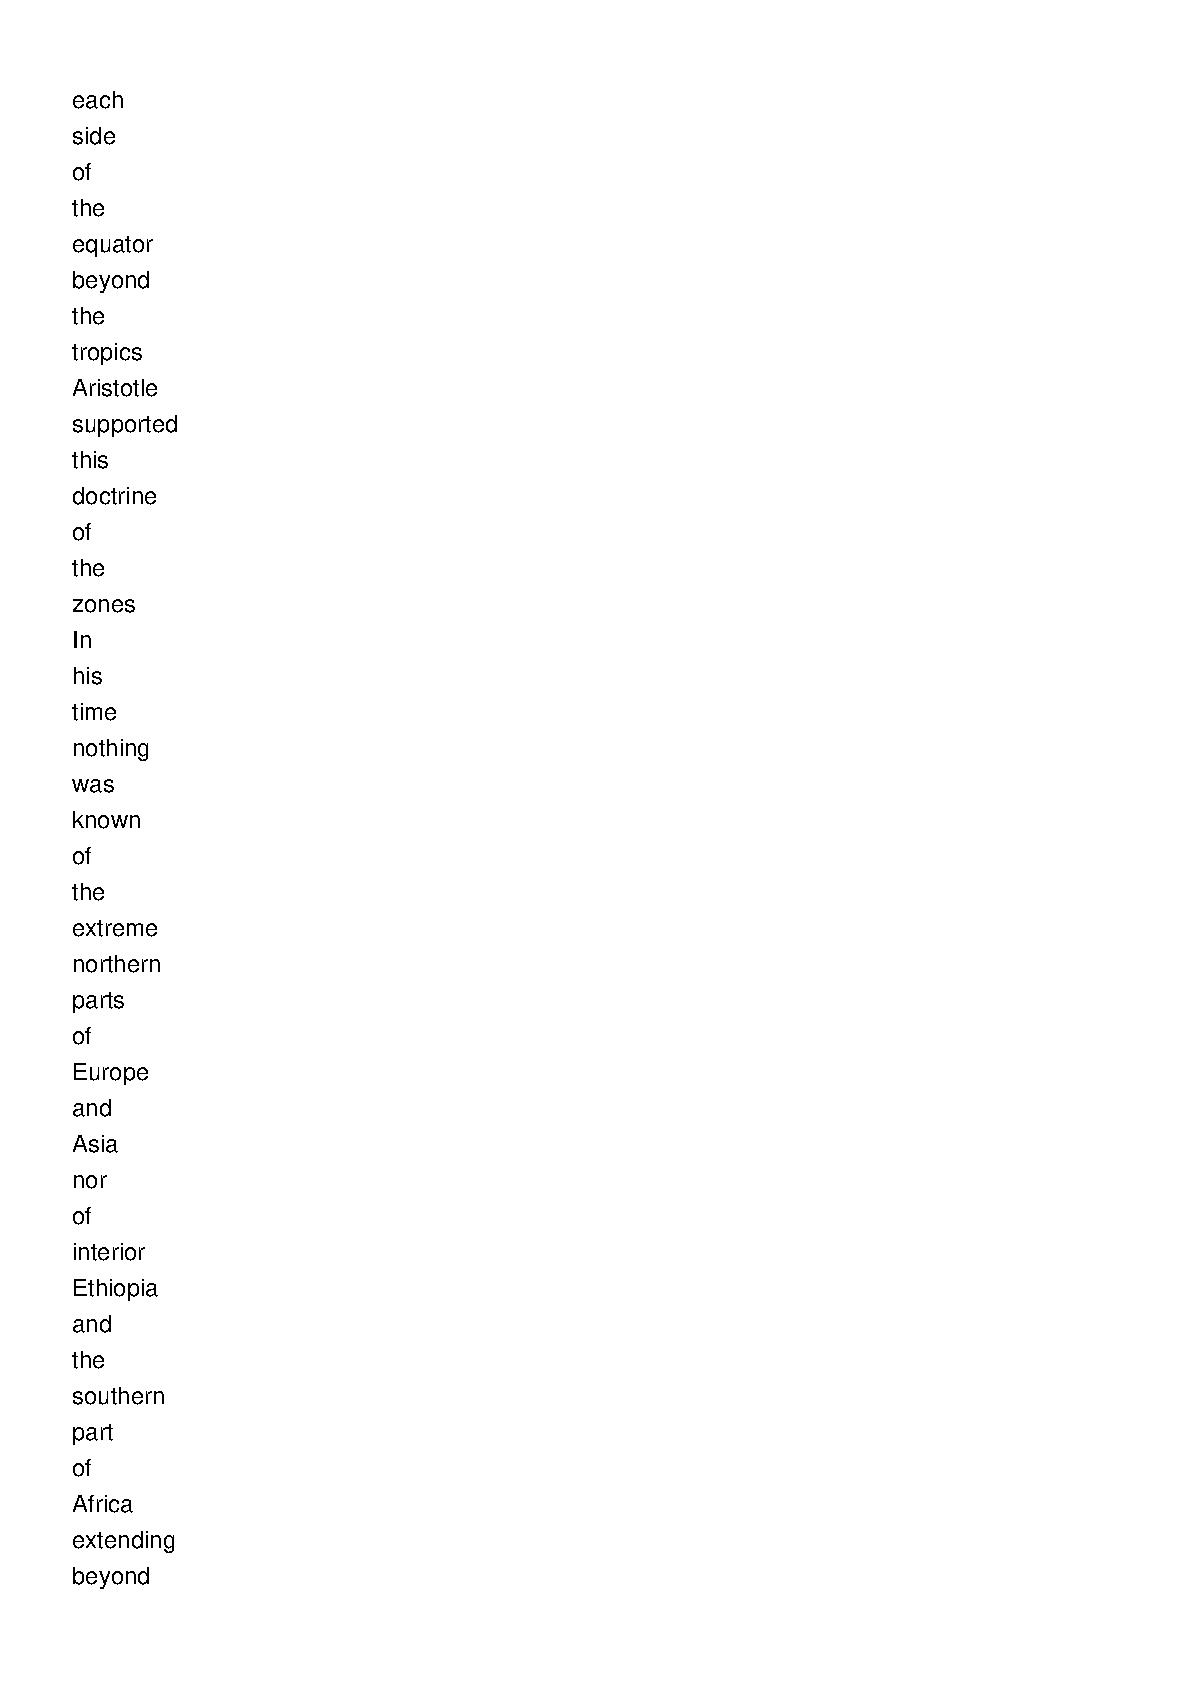 each
side
of
the
equator
beyond
the
tropics
Aristotle
supported
this
doctrine
of
the
zones
In
his
time
nothing
was
known
of
the
extreme
northern
parts
of
Europe
and
Asia
nor
of
interior
Ethiopia
and
the
southern
part
of
Africa
extending
beyond